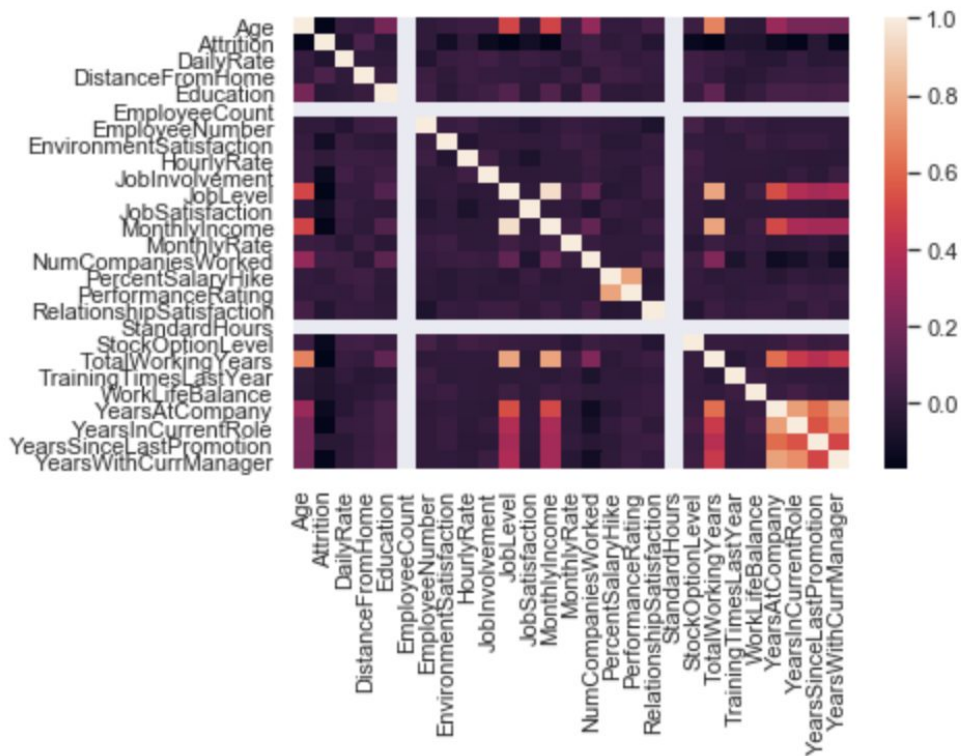 Age
Attrition
DailyRate
DistanceFromHome
Education
EmployeeCount
EmployeeNumber
EnvironmentSatisfaction
HourlyRate
JobInvolvement
JobLevel
JobSatisfaction
MonthlyIncome
MonthlyRate
NumCompaniesWorked
PercentSalaryHike
PerformanceRating
RelationshipSatisfaction
StandardHours
StockOptionLevel
TotalWorkingYears
TrainingTimesLastYear
WorkLifeBalance
YearsAtCompany
YearsInCurrentRole
YearsSinceLastPromotion
YearsWithCurrManager
Age
Attrition
DailyRate
DistanceFromHome
Education
EmployeeCount
EmployeeNumber
EnvironmentSatisfaction
HourlyRate
JobInvolvement
JobLevel
JobSatisfaction
MonthlyIncome
MonthlyRate
NumCompaniesWorked
PercentSalaryHike
PerformanceRating
RelationshipSatisfaction
StandardHours
StockOptionLevel
TotalWorkingYears
TrainingTimesLastYear
WorkLifeBalance
YearsAtCompany
YearsInCurrentRole
YearsSinceLastPromotion
YearsWithCurrManager
1.0
0.8
0.6
0.4
0.2
0.0